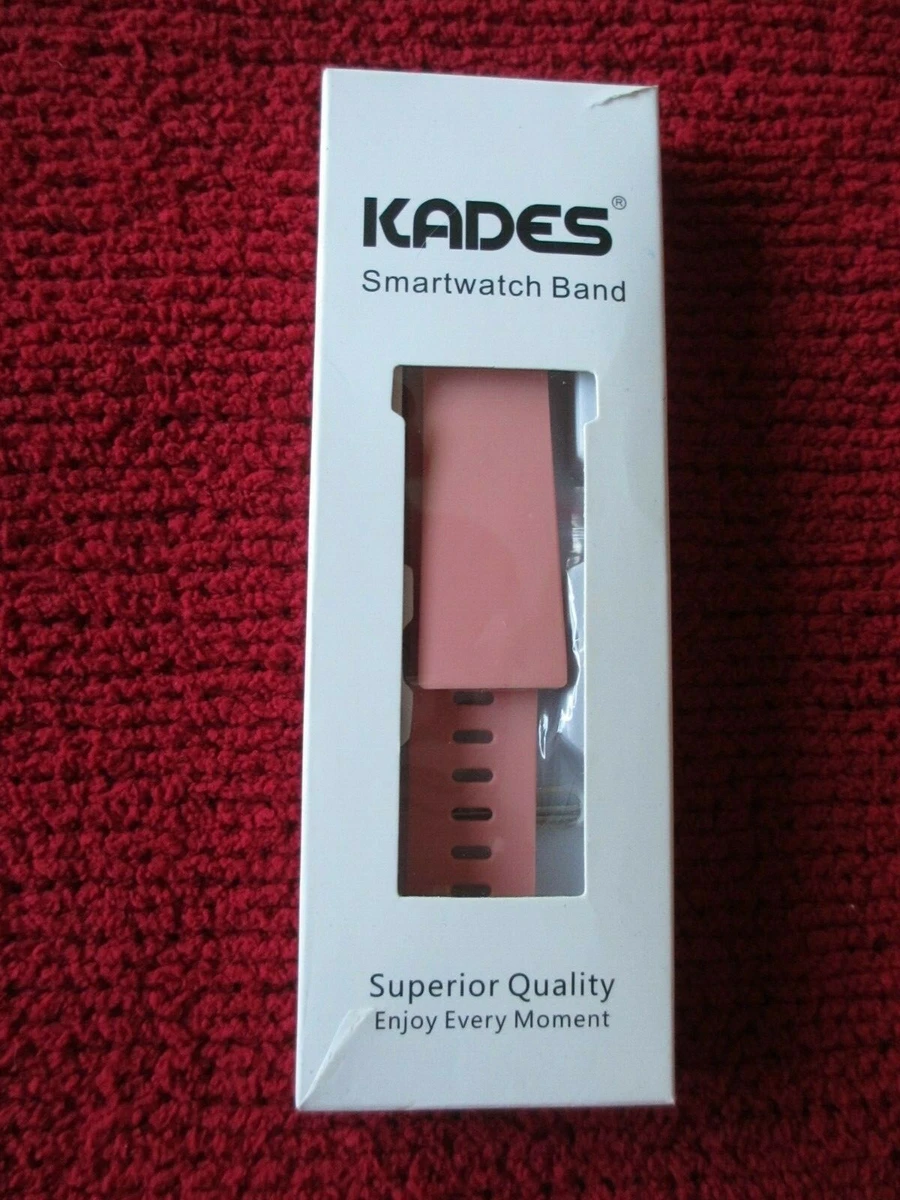 KADES®
Smartwatch Band
Superior Quality
Enjoy Every Moment